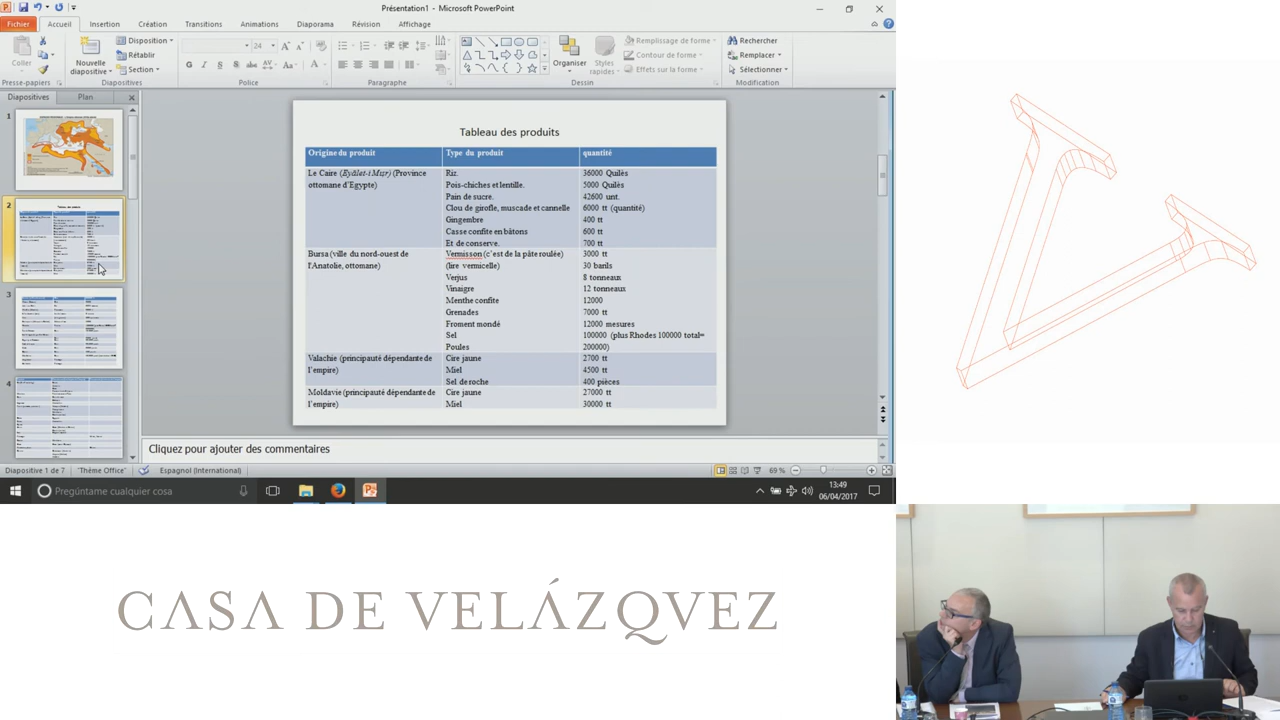 Présentation1 - Microsoft PowerPoint
Fichier Accueil Insertion Création Transitions Animations Diaporama Révision Affichage
Coller
Presse-papiers
Nouvelle
diapositive
Disposition
Rétablir
Section
Diapositives
24
G I S S abc AV Aa A
Police
Paragraphe
Organiser
Styles
rapides
Remplissage de forme
Contour de forme
Effets sur la forme
Dessin
Rechercher
Remplacer
Sélectionner
Modification
Diapositives Plan
1
2
3
4
Tableau des produits
Origine du produit Type du produit quantité
Le Caire (Eyâlet-i Mıṣr) (Province Riz. 36000 Quilés
ottomane d'Egypte) Pois-chiches et lentille. 5000 Quilés
Pain de sucre. 42600 unt.
Clou de girofle, muscade et cannelle 6000 tt (quantité)
Gingembre 400 tt
Casse confite en bâtons 600 tt
Et de conserve. 700 tt
Bursa (ville du nord-ouest de Vermisson (c'est de la pâte roulée) 3000 tt
l'Anatolie, ottomane) (lire vermicelle) 30 barils
Verjus 8 tonneaux
Vinaigre 12 tonneaux
Menthe confite 12000
Grenades 7000 tt
Froment mondé 12000 mesures
Sel 100000 (plus Rhodes 100000 total=
Poules 200000)
Valachie (principauté dépendante de Cire jaune 2700 tt
l'empire) Miel 4500 tt
Sel de roche 400 pièces
Moldavie (principauté dépendante de Cire jaune 27000 tt
l'empire) Miel 30000 tt
Cliquez pour ajouter des commentaires
Diapositive 1 de 7 "Thème Office" Espagnol (International) 69 %
Pregúntame cualquier cosa
13:49
06/04/2017
CASA DE VELÁZQVEZ